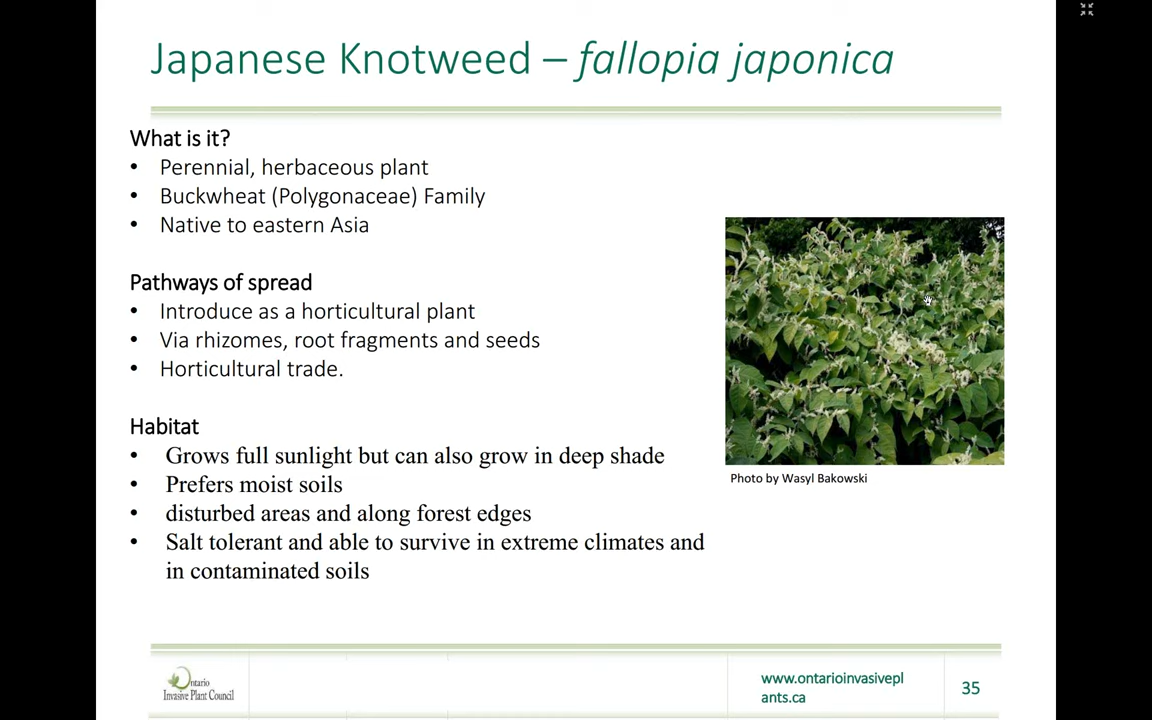 Japanese Knotweed – fallopia japonica
What is it?
• Perennial, herbaceous plant
• Buckwheat (Polygonaceae) Family
• Native to eastern Asia
Pathways of spread
• Introduce as a horticultural plant
• Via rhizomes, root fragments and seeds
• Horticultural trade.
Habitat
• Grows full sunlight but can also grow in deep shade
• Prefers moist soils
• disturbed areas and along forest edges
• Salt tolerant and able to survive in extreme climates and
in contaminated soils
Photo by Wasyl Bakowski
Ontario
Invasive Plant Council
www.ontarioinvasivepl
ants.ca
35